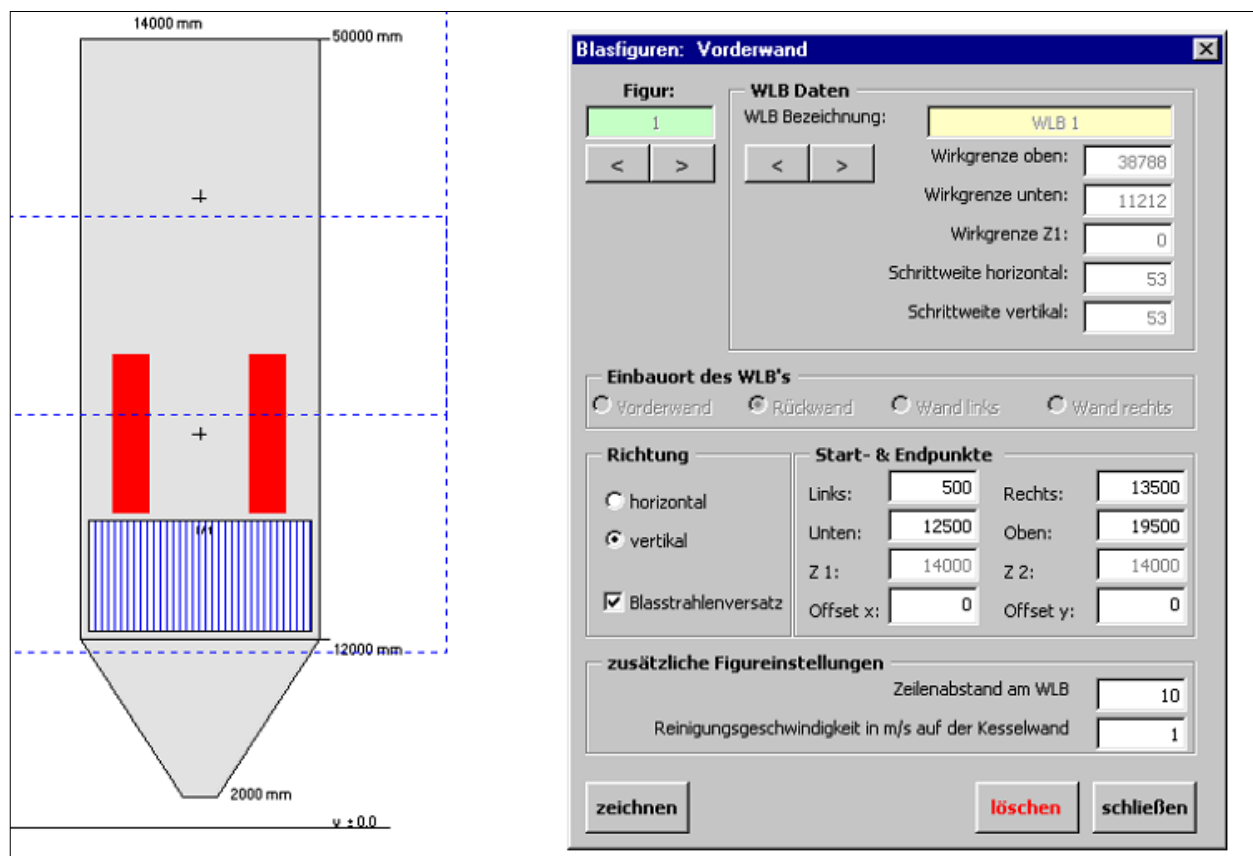 14000 mm
50000 mm
1/1
12000 mm
2000 mm
v ± 0.0
Blasfiguren: Vorderwand
Figur:
1
< >
WLB Daten
WLB Bezeichnung: WLB 1
< >
Wirkgrenze oben: 38788
Wirkgrenze unten: 11212
Wirkgrenze Z1: 0
Schrittweite horizontal: 53
Schrittweite vertikal: 53
Einbauort des WLB's
Vorderwand Rückwand Wand links Wand rechts
Richtung
horizontal
vertikal
Blasstrahlenversatz
Start- & Endpunkte
Links: 500 Rechts: 13500
Unten: 12500 Oben: 19500
Z 1: 14000 Z 2: 14000
Offset x: 0 Offset y: 0
zusätzliche Figureinstellungen
Zeilenabstand am WLB 10
Reinigungsgeschwindigkeit in m/s auf der Kesselwand 1
zeichnen löschen schließen